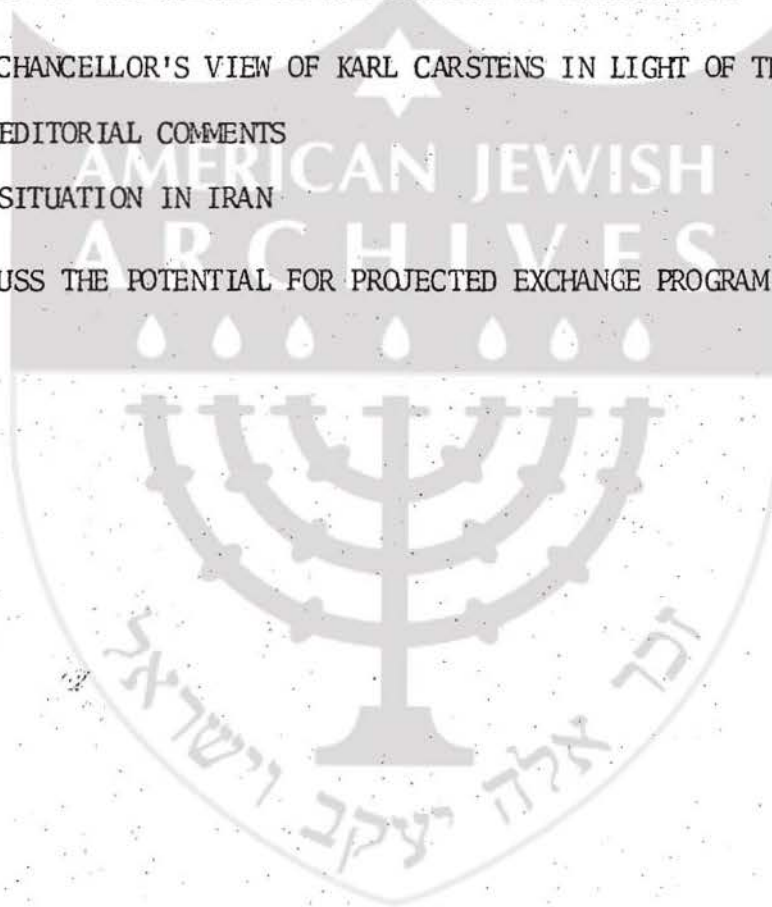 CHANCELLOR'S VIEW OF KARL CARSTENS IN LIGHT OF
EDITORIAL COMMENTS
AMERICAN JEWISH
SITUATION IN IRAN
ARCHIVES
USS THE POTENTIAL FOR PROJECTED EXCHANGE PROGRAM
זכר אלה יעקב וישראל